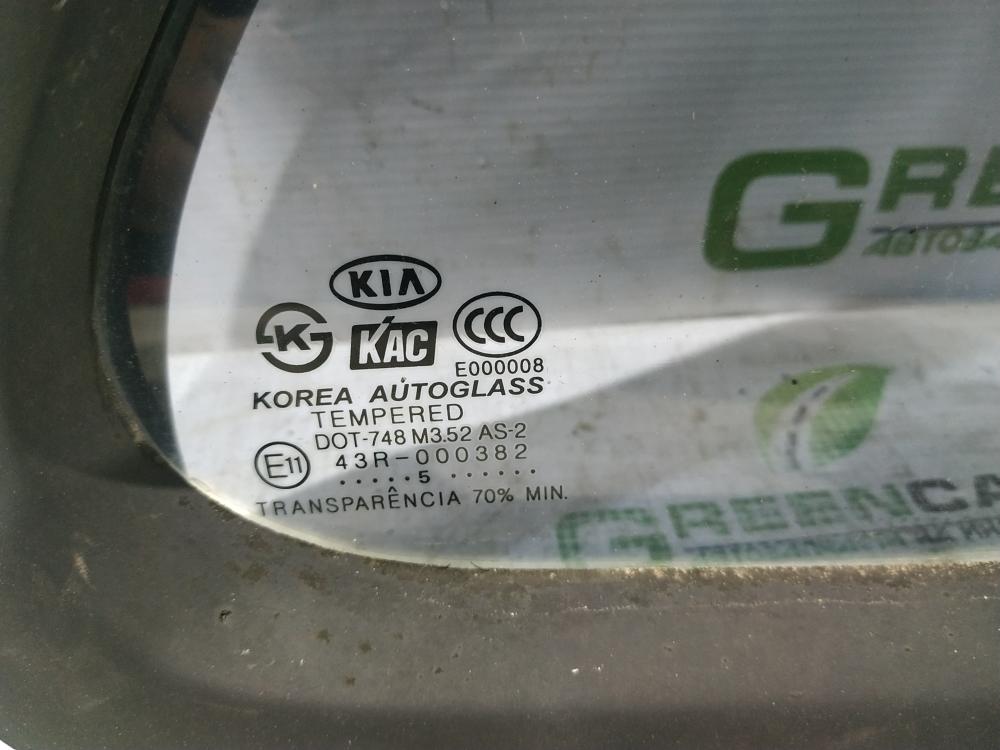 GRE
АВТОЗА
KIA
K
KAC
CCC
E000008
KOREA AUTOGLASS
TEMPERED
DOT-748 M3.52 AS-2
E11
43R-000382
.....5.......
TRANSPARÊNCIA 70% MIN.
GREENCA